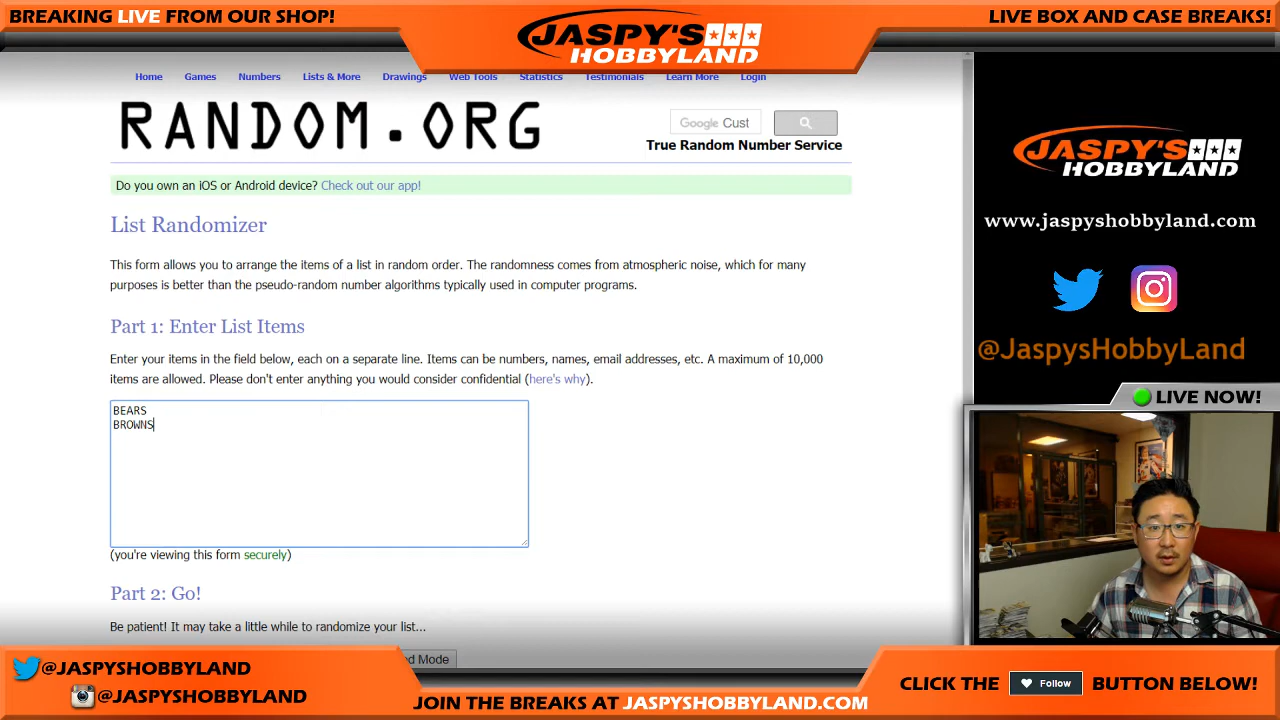 BREAKING LIVE FROM OUR SHOP!
JASPY'S
HOBBYLAND
LIVE BOX AND CASE BREAKS!
Home Games Numbers Lists & More Drawings Web Tools Statistics Testimonials Learn More Login
RANDOM.ORG
Google Cust
True Random Number Service
Do you own an iOS or Android device? Check out our app!
List Randomizer
This form allows you to arrange the items of a list in random order. The randomness comes from atmospheric noise, which for many
purposes is better than the pseudo-random number algorithms typically used in computer programs.
Part 1: Enter List Items
Enter your items in the field below, each on a separate line. Items can be numbers, names, email addresses, etc. A maximum of 10,000
items are allowed. Please don't enter anything you would consider confidential (here's why).
BEARS
BROWNS
(you're viewing this form securely)
Part 2: Go!
Be patient! It may take a little while to randomize your list...
Mode
JASPY'S
HOBBYLAND
www.jaspyshobbyland.com
@JaspysHobbyLand
LIVE NOW!
@JASPYSHOBBYLAND
@JASPYSHOBBYLAND
JOIN THE BREAKS AT JASPYSHOBBYLAND.COM
CLICK THE Follow BUTTON BELOW!